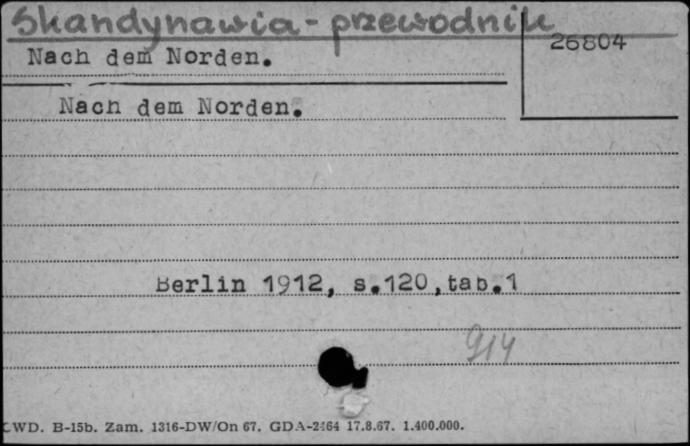 Skandynawia - przewodnik
26804
Nach dem Norden.
Nach dem Norden.
Berlin 1912, s.120,tab.1
914
CWD. B-15b. Zam. 1316-DW/On 67. GDA-2464 17.8.67. 1.400.000.